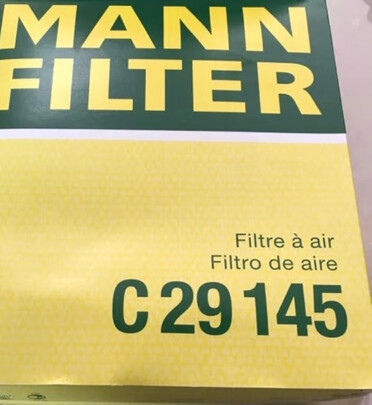 MANN
FILTER
Filtre à air
Filtro de aire
C 29 145